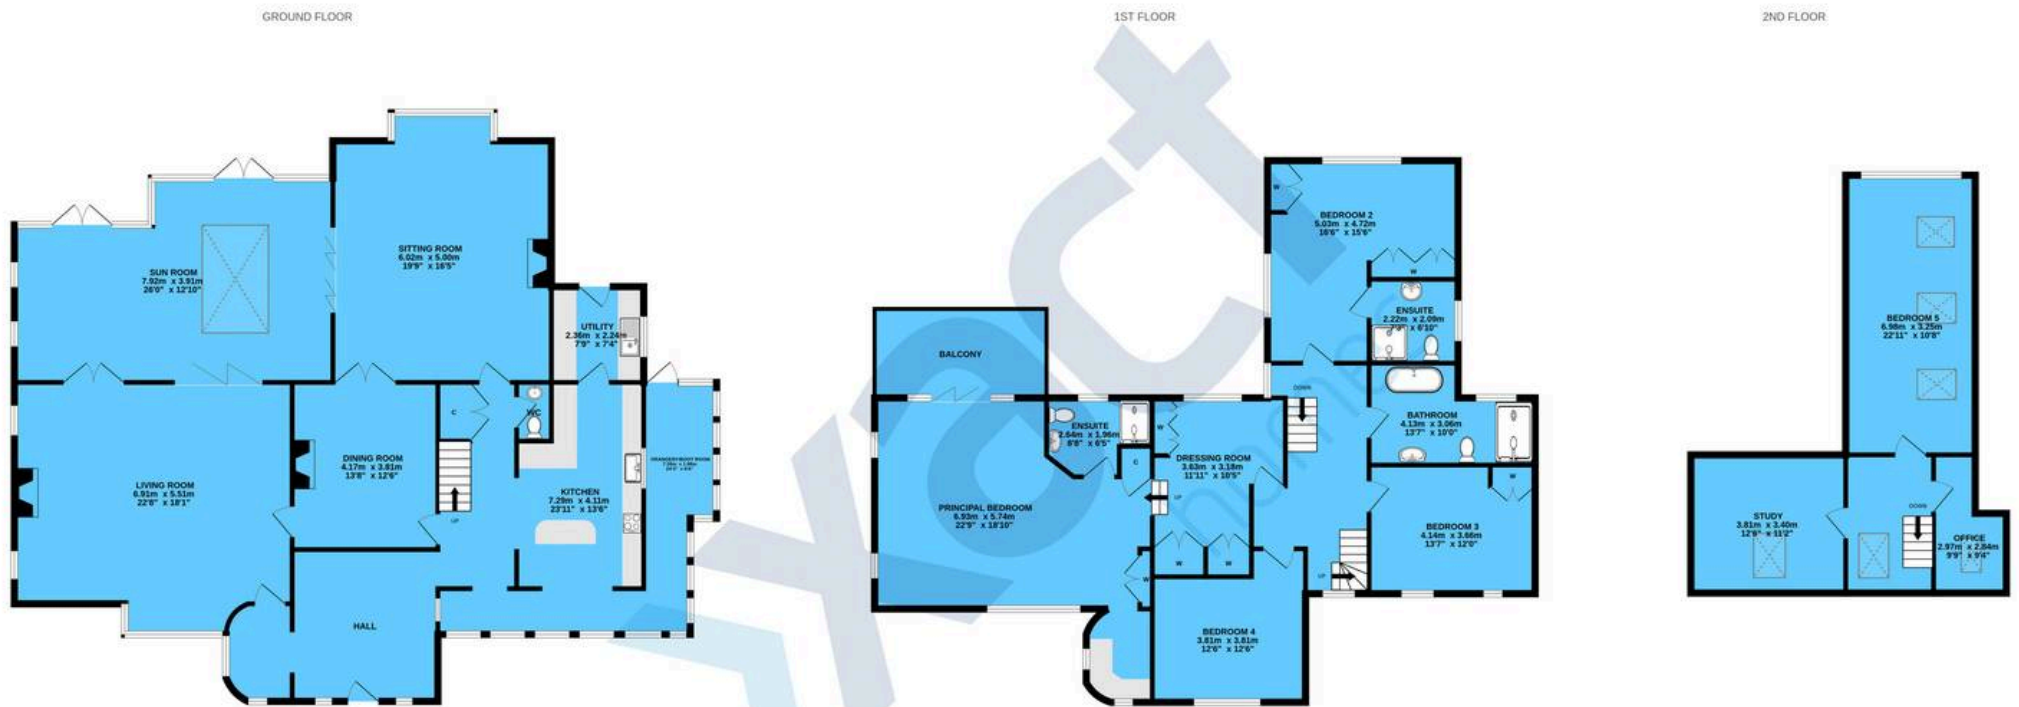 GROUND FLOOR
SITTING ROOM
6.02m x 5.00m
19'9" x 16'5"
SUN ROOM
7.92m x 3.91m
26'0" x 12'10"
UTILITY
2.36m x 2.24m
7'9" x 7'4"
C
WC
DINING ROOM
4.17m x 3.81m
13'8" x 12'6"
LIVING ROOM
6.91m x 5.51m
22'8" x 18'1"
KITCHEN
7.29m x 4.11m
23'11" x 13'6"
UP
HALL
1ST FLOOR
W
BEDROOM 2
5.03m x 4.72m
16'6" x 15'6"
W
ENSUITE
2.22m x 2.09m
7'3" x 6'10"
BALCONY
DOWN
BATHROOM
4.13m x 3.06m
13'7" x 10'0"
ENSUITE
2.64m x 1.96m
8'8" x 6'5"
W
C
DRESSING ROOM
3.63m x 3.18m
11'11" x 10'5"
UP
PRINCIPAL BEDROOM
6.93m x 5.74m
22'9" x 18'10"
W
BEDROOM 3
4.14m x 3.66m
13'7" x 12'0"
W
W
W
UP
BEDROOM 4
3.81m x 3.81m
12'6" x 12'6"
2ND FLOOR
BEDROOM 5
6.98m x 3.25m
22'11" x 10'8"
STUDY
3.81m x 3.40m
12'6" x 11'2"
DOWN
OFFICE
2.97m x 2.84m
9'9" x 9'4"